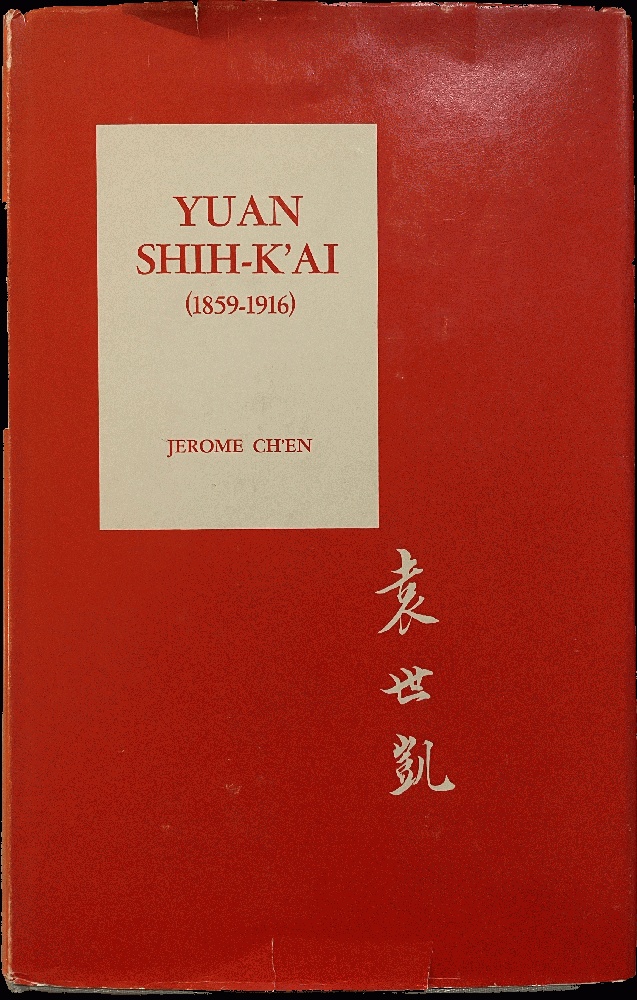 YUAN
SHIH-K’AI
(1859-1916)
JEROME CH’EN
袁世凱